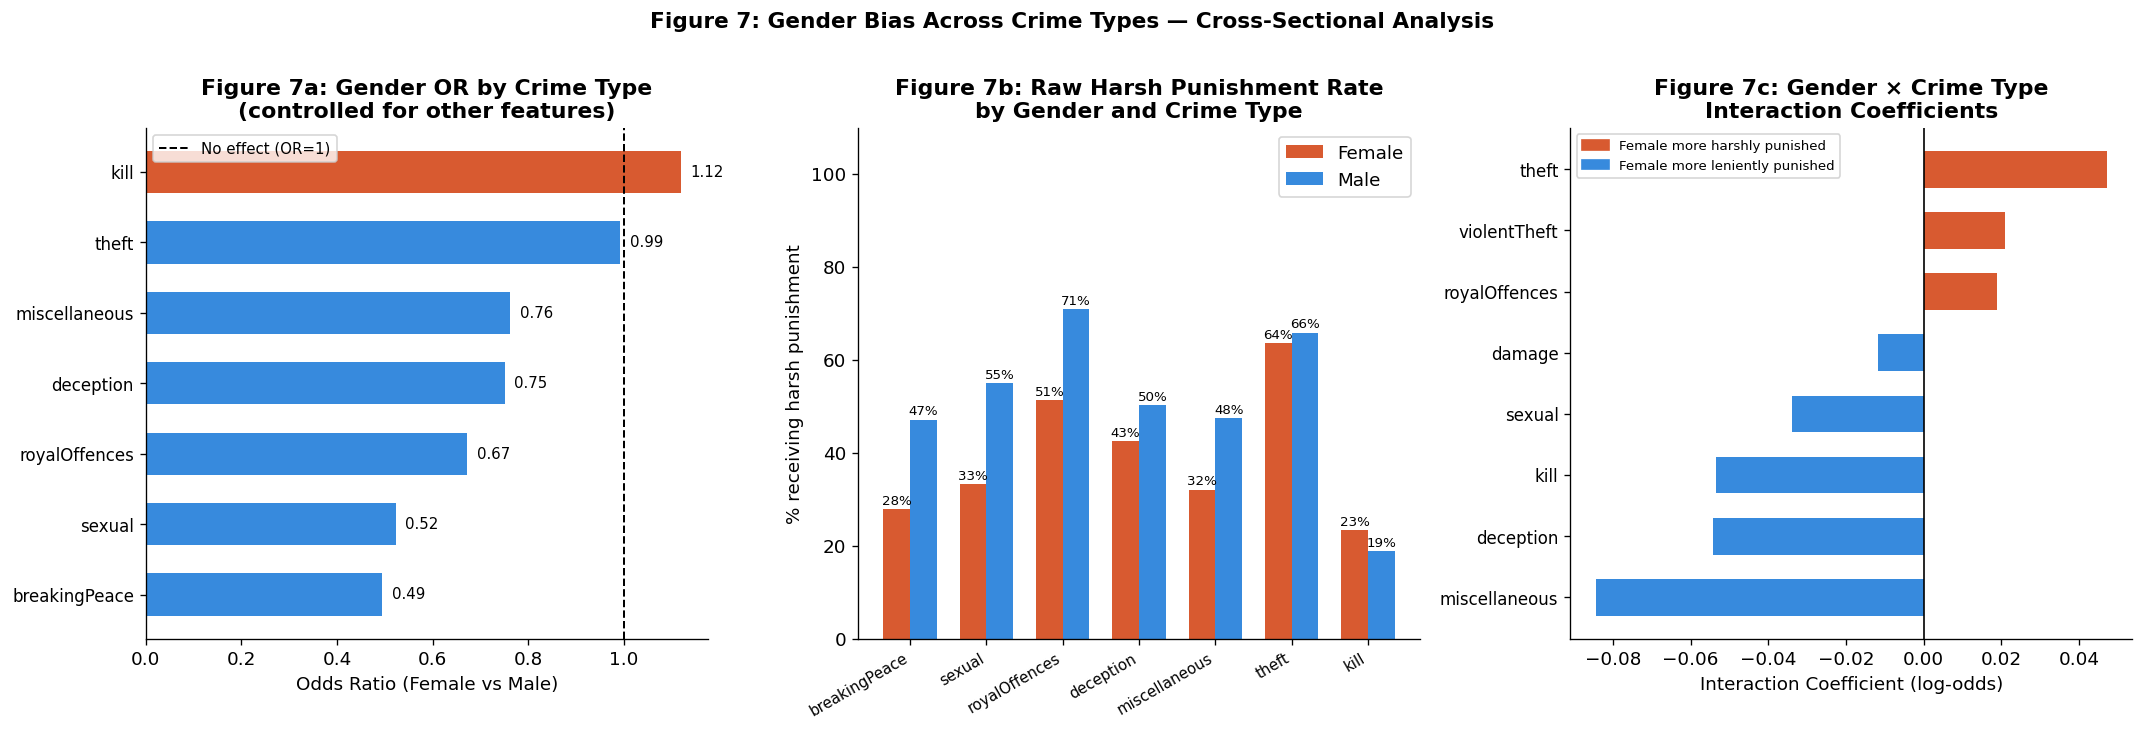 Figure 7: Gender Bias Across Crime Types — Cross-Sectional Analysis
Figure 7a: Gender OR by Crime Type
(controlled for other features)
No effect (OR=1)
kill
1.12
theft
0.99
miscellaneous
0.76
deception
0.75
royalOffences
0.67
sexual
0.52
breakingPeace
0.49
0.0 0.2 0.4 0.6 0.8 1.0
Odds Ratio (Female vs Male)
Figure 7b: Raw Harsh Punishment Rate
by Gender and Crime Type
Female
Male
% receiving harsh punishment
100
80
60
40
20
0
28% 47%
33% 55%
51% 71%
43% 50%
32% 48%
64% 66%
23% 19%
breakingPeace
sexual
royalOffences
deception
miscellaneous
theft
kill
Figure 7c: Gender × Crime Type
Interaction Coefficients
Female more harshly punished
Female more leniently punished
theft
violentTheft
royalOffences
damage
sexual
kill
deception
miscellaneous
−0.08 −0.06 −0.04 −0.02 0.00 0.02 0.04
Interaction Coefficient (log-odds)